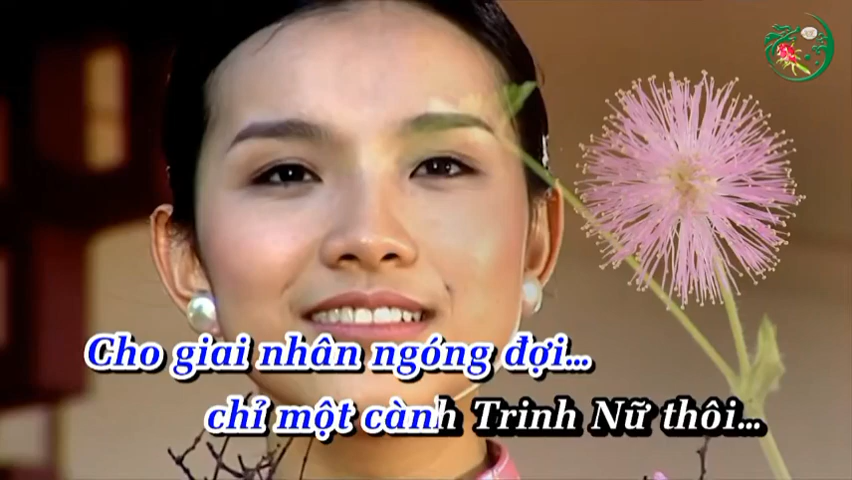 Cho giai nhân ngóng đợi...
chỉ một cành Trinh Nữ thôi...